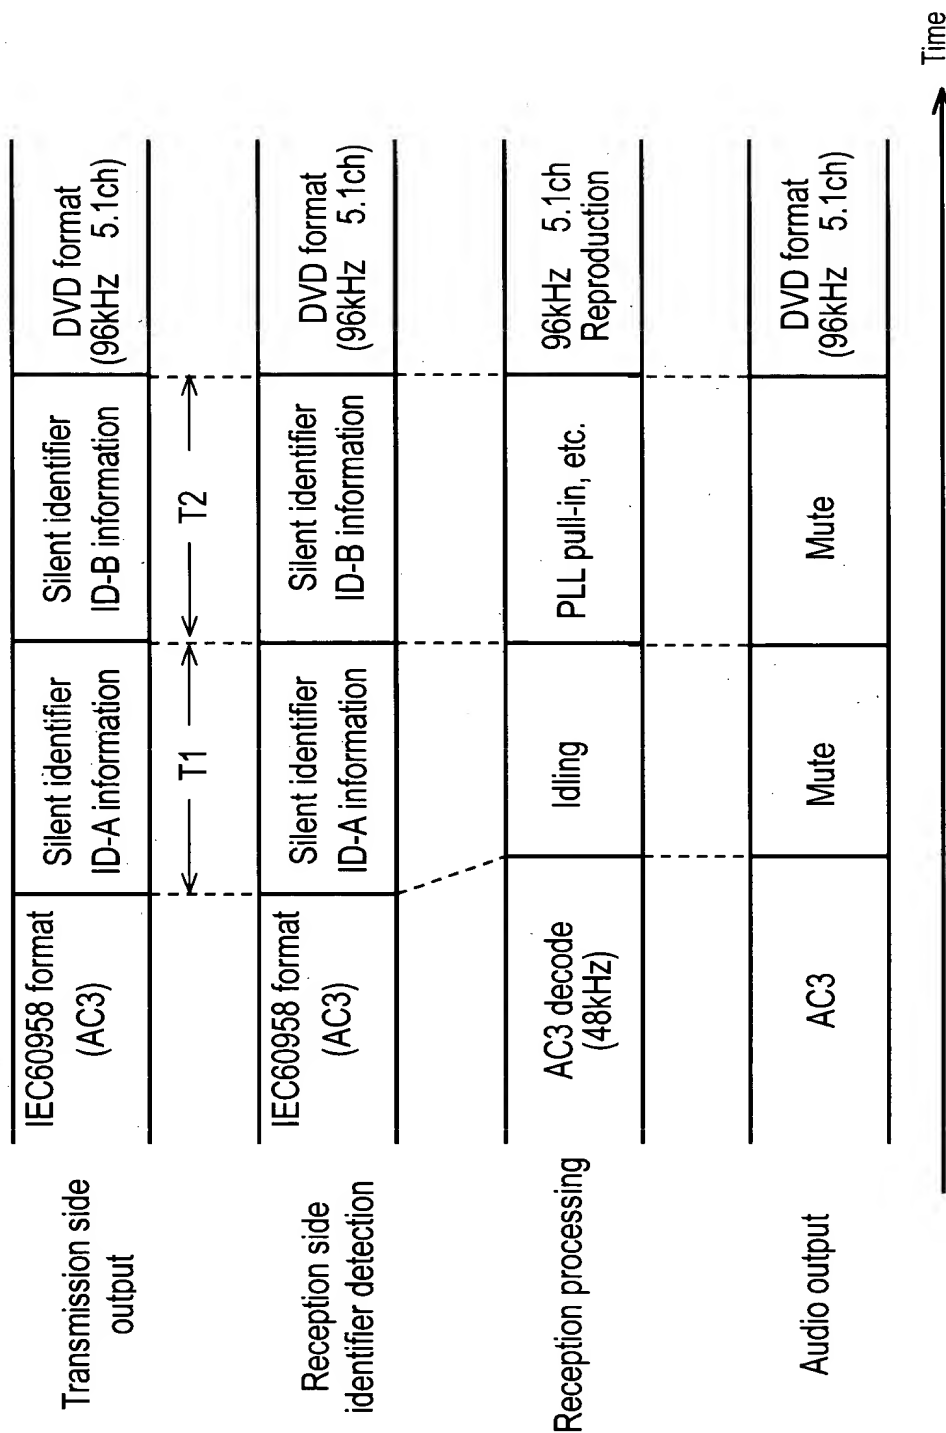 Transmission side
output
IEC60958 format
(AC3)
Silent identifier
ID-A information
Silent identifier
ID-B information
DVD format
(96kHz 5.1ch)
T1
T2
Reception side
identifier detection
IEC60958 format
(AC3)
Silent identifier
ID-A information
Silent identifier
ID-B information
DVD format
(96kHz 5.1ch)
Reception processing
AC3 decode
(48kHz)
Idling
PLL pull-in, etc.
96kHz 5.1ch
Reproduction
Audio output
AC3
Mute
Mute
DVD format
(96kHz 5.1ch)
Time